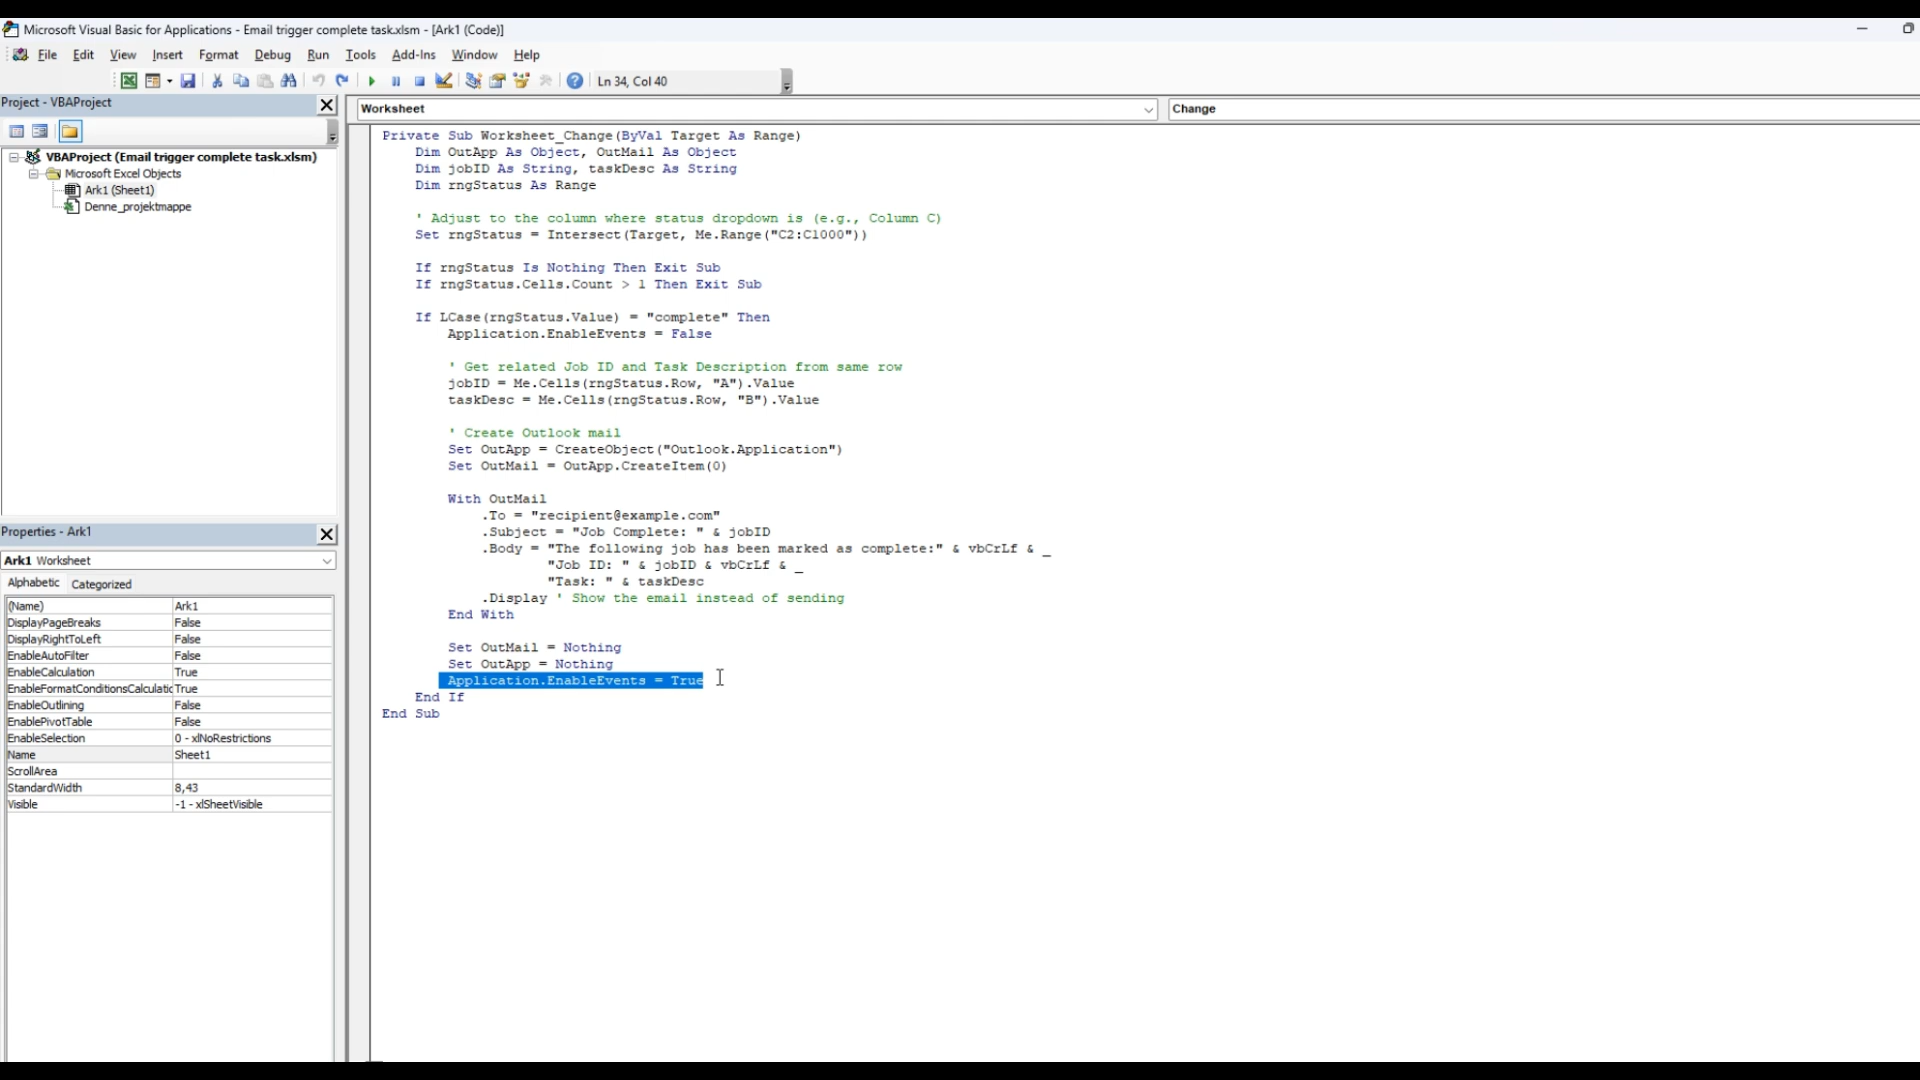 Microsoft Visual Basic for Applications - Email trigger complete task.xlsm - [Ark1 (Code)]
File Edit View Insert Format Debug Run Tools Add-Ins Window Help
Ln 34, Col 40
Project - VBAProject
VBAProject (Email trigger complete task.xlsm)
Microsoft Excel Objects
Ark1 (Sheet1)
Denne_projektmappe
Properties - Ark1
Ark1 Worksheet
Alphabetic Categorized
(Name) Ark1
DisplayPageBreaks False
DisplayRightToLeft False
EnableAutoFilter False
EnableCalculation True
EnableFormatConditionsCalculatic True
EnableOutlining False
EnablePivotTable False
EnableSelection 0 - xlNoRestrictions
Name Sheet1
ScrollArea
StandardWidth 8,43
Visible -1 - xlSheetVisible
Worksheet Change
Private Sub Worksheet_Change(ByVal Target As Range)
Dim OutApp As Object, OutMail As Object
Dim jobID As String, taskDesc As String
Dim rngStatus As Range
' Adjust to the column where status dropdown is (e.g., Column C)
Set rngStatus = Intersect(Target, Me.Range("C2:C1000"))
If rngStatus Is Nothing Then Exit Sub
If rngStatus.Cells.Count > 1 Then Exit Sub
If LCase(rngStatus.Value) = "complete" Then
Application.EnableEvents = False
' Get related Job ID and Task Description from same row
jobID = Me.Cells(rngStatus.Row, "A").Value
taskDesc = Me.Cells(rngStatus.Row, "B").Value
' Create Outlook mail
Set OutApp = CreateObject("Outlook.Application")
Set OutMail = OutApp.CreateItem(0)
With OutMail
.To = "recipient@example.com"
.Subject = "Job Complete: " & jobID
.Body = "The following job has been marked as complete:" & vbCrLf & _
"Job ID: " & jobID & vbCrLf & _
"Task: " & taskDesc
.Display ' Show the email instead of sending
End With
Set OutMail = Nothing
Set OutApp = Nothing
Application.EnableEvents = True
End If
End Sub